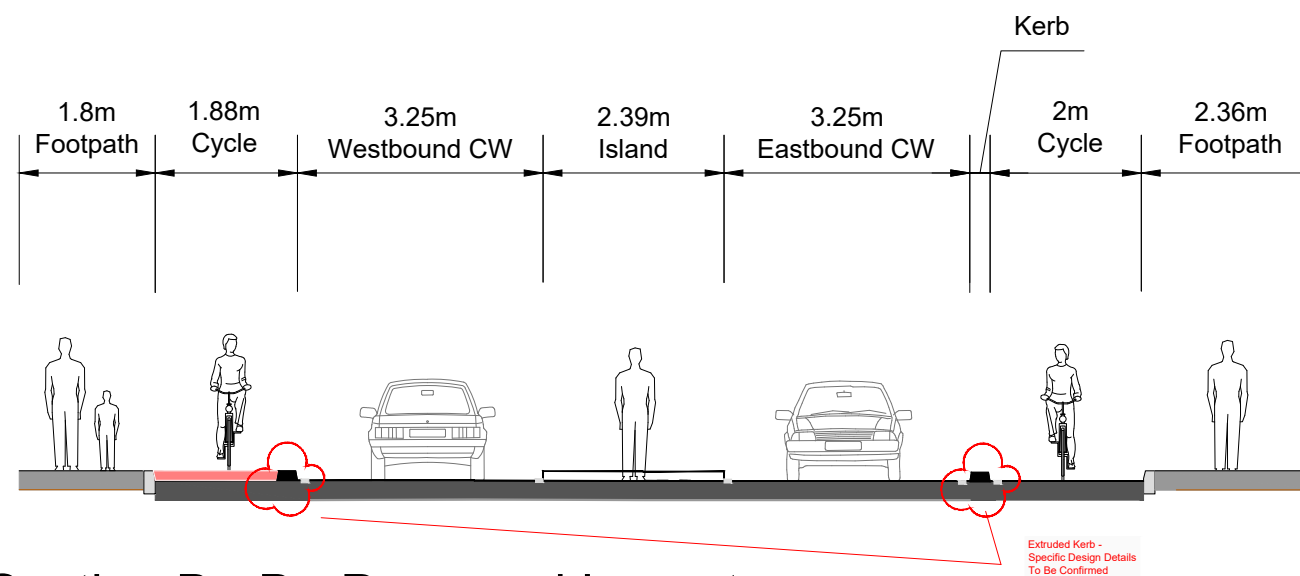 Kerb
1.8m
Footpath
1.88m
Cycle
3.25m
Westbound CW
2.39m
Island
3.25m
Eastbound CW
2m
Cycle
2.36m
Footpath
Extruded Kerb -
Specific Design Details
To Be Confirmed